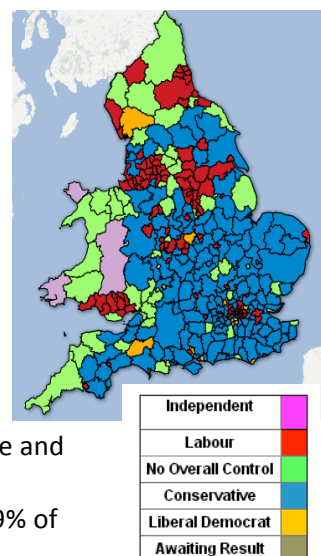 Independent
Labour
No Overall Control
Conservative
Liberal Democrat
Awaiting Result
e and
9% of